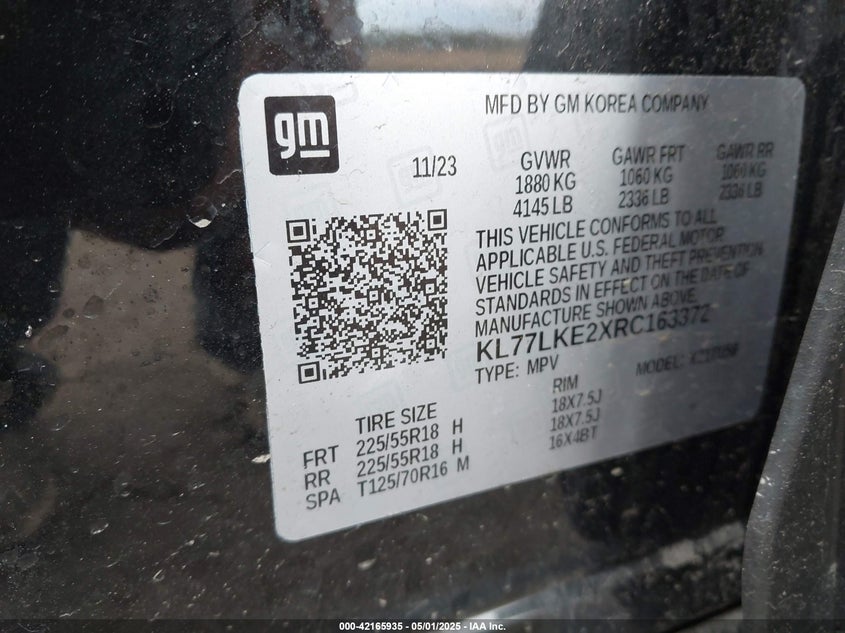 gm
MFD BY GM KOREA COMPANY
11/23
GVWR GAWR FRT GAWR RR
1880 KG 1060 KG 1060 KG
4145 LB 2336 LB 2336 LB
THIS VEHICLE CONFORMS TO ALL
APPLICABLE U.S. FEDERAL MOTOR
VEHICLE SAFETY AND THEFT PREVENTION
STANDARDS IN EFFECT ON THE DATE OF
MANUFACTURE SHOWN ABOVE.
KL77LKE2XRC163372
TYPE: MPV MODEL:
TIRE SIZE RIM
FRT 225/55R18 H 18X7.5J
RR 225/55R18 H 18X7.5J
SPA T125/70R16 M 16X4BT
000-42165935 - 05/01/2025 - IAA Inc.